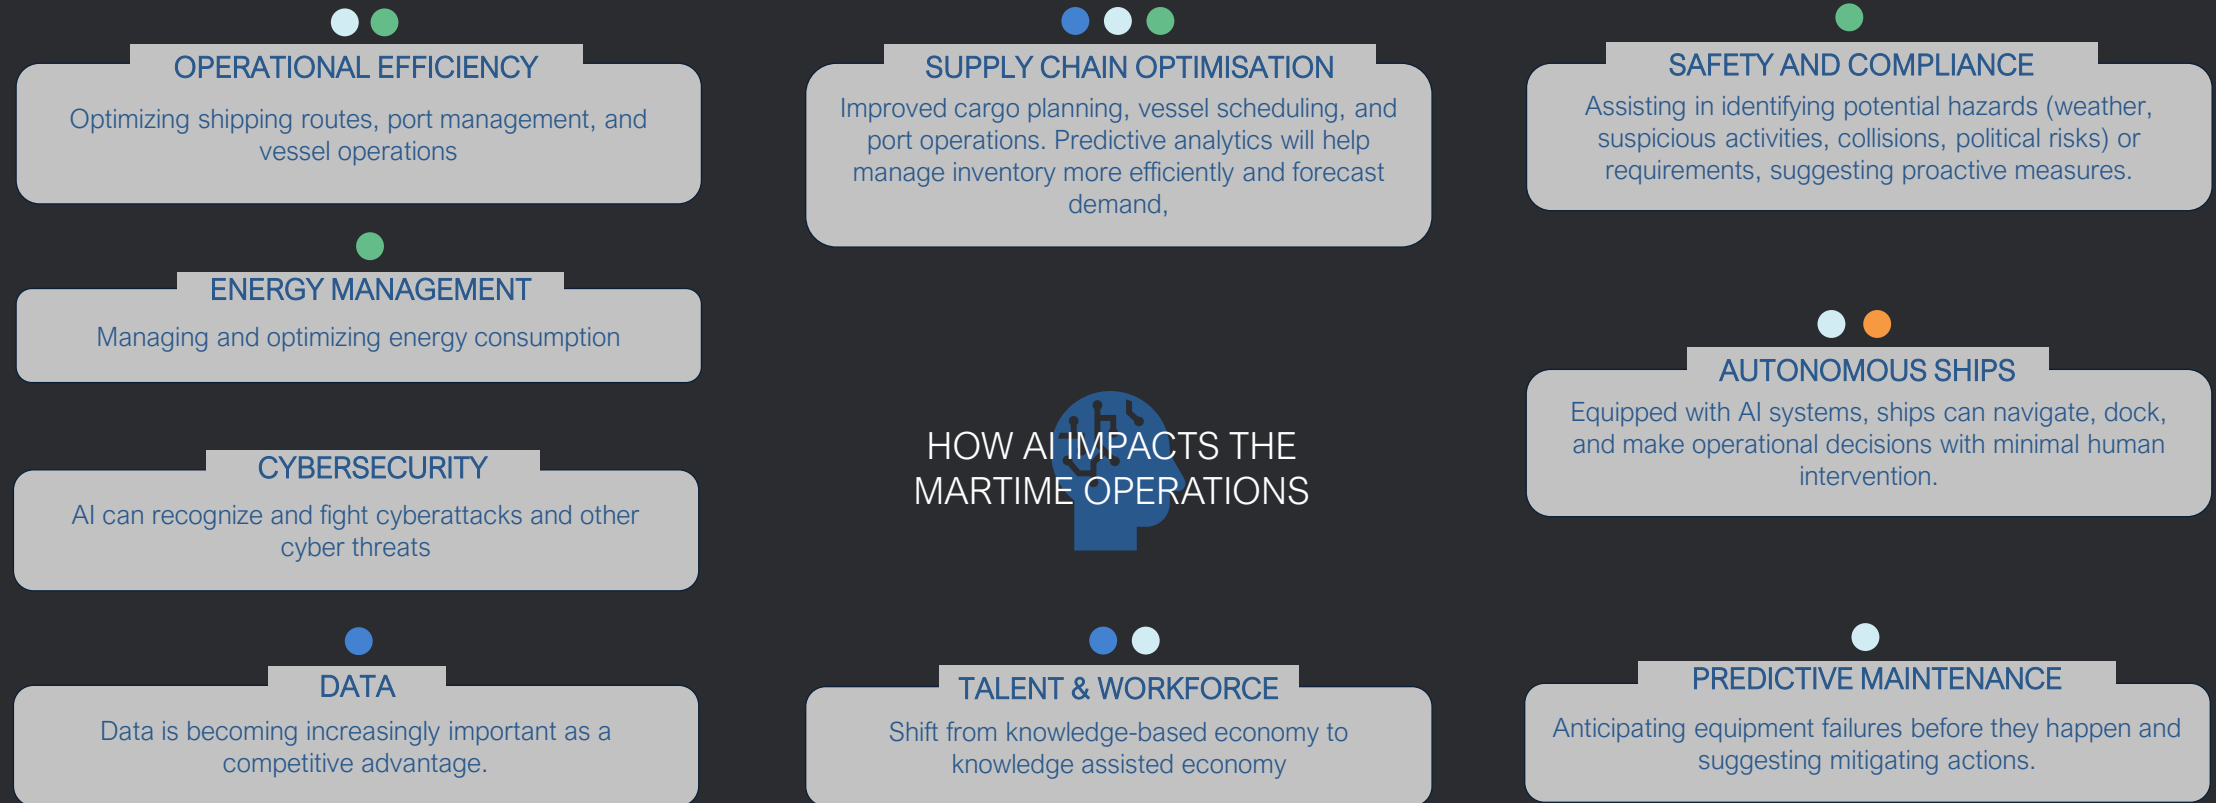 OPERATIONAL EFFICIENCY
Optimizing shipping routes, port management, and
vessel operations
SUPPLY CHAIN OPTIMISATION
Improved cargo planning, vessel scheduling, and
port operations. Predictive analytics will help
manage inventory more efficiently and forecast
demand,
SAFETY AND COMPLIANCE
Assisting in identifying potential hazards (weather,
suspicious activities, collisions, political risks) or
requirements, suggesting proactive measures.
ENERGY MANAGEMENT
Managing and optimizing energy consumption
AUTONOMOUS SHIPS
Equipped with AI systems, ships can navigate, dock,
and make operational decisions with minimal human
intervention.
HOW AI IMPACTS THE
MARTIME OPERATIONS
CYBERSECURITY
AI can recognize and fight cyberattacks and other
cyber threats
DATA
Data is becoming increasingly important as a
competitive advantage.
TALENT & WORKFORCE
Shift from knowledge-based economy to
knowledge assisted economy
PREDICTIVE MAINTENANCE
Anticipating equipment failures before they happen and
suggesting mitigating actions.